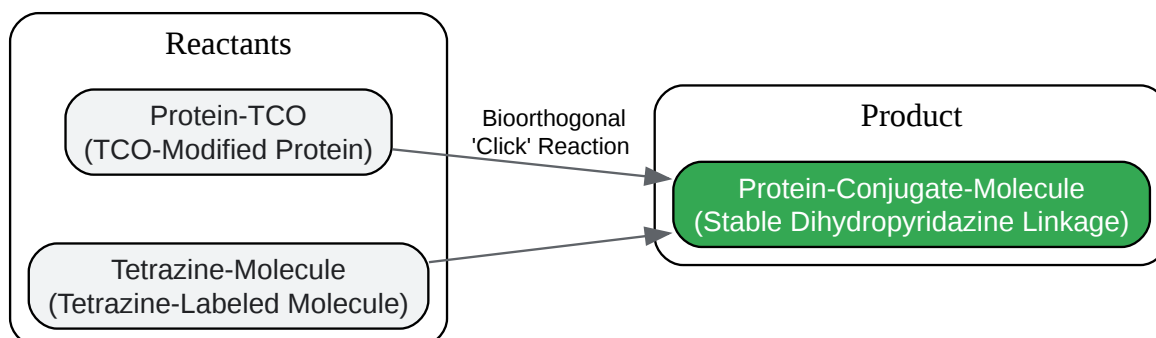 Reactants
Protein-TCO
(TCO-Modified Protein)
Tetrazine-Molecule
(Tetrazine-Labeled Molecule)
Bioorthogonal
'Click' Reaction
Product
Protein-Conjugate-Molecule
(Stable Dihydropyridazine Linkage)